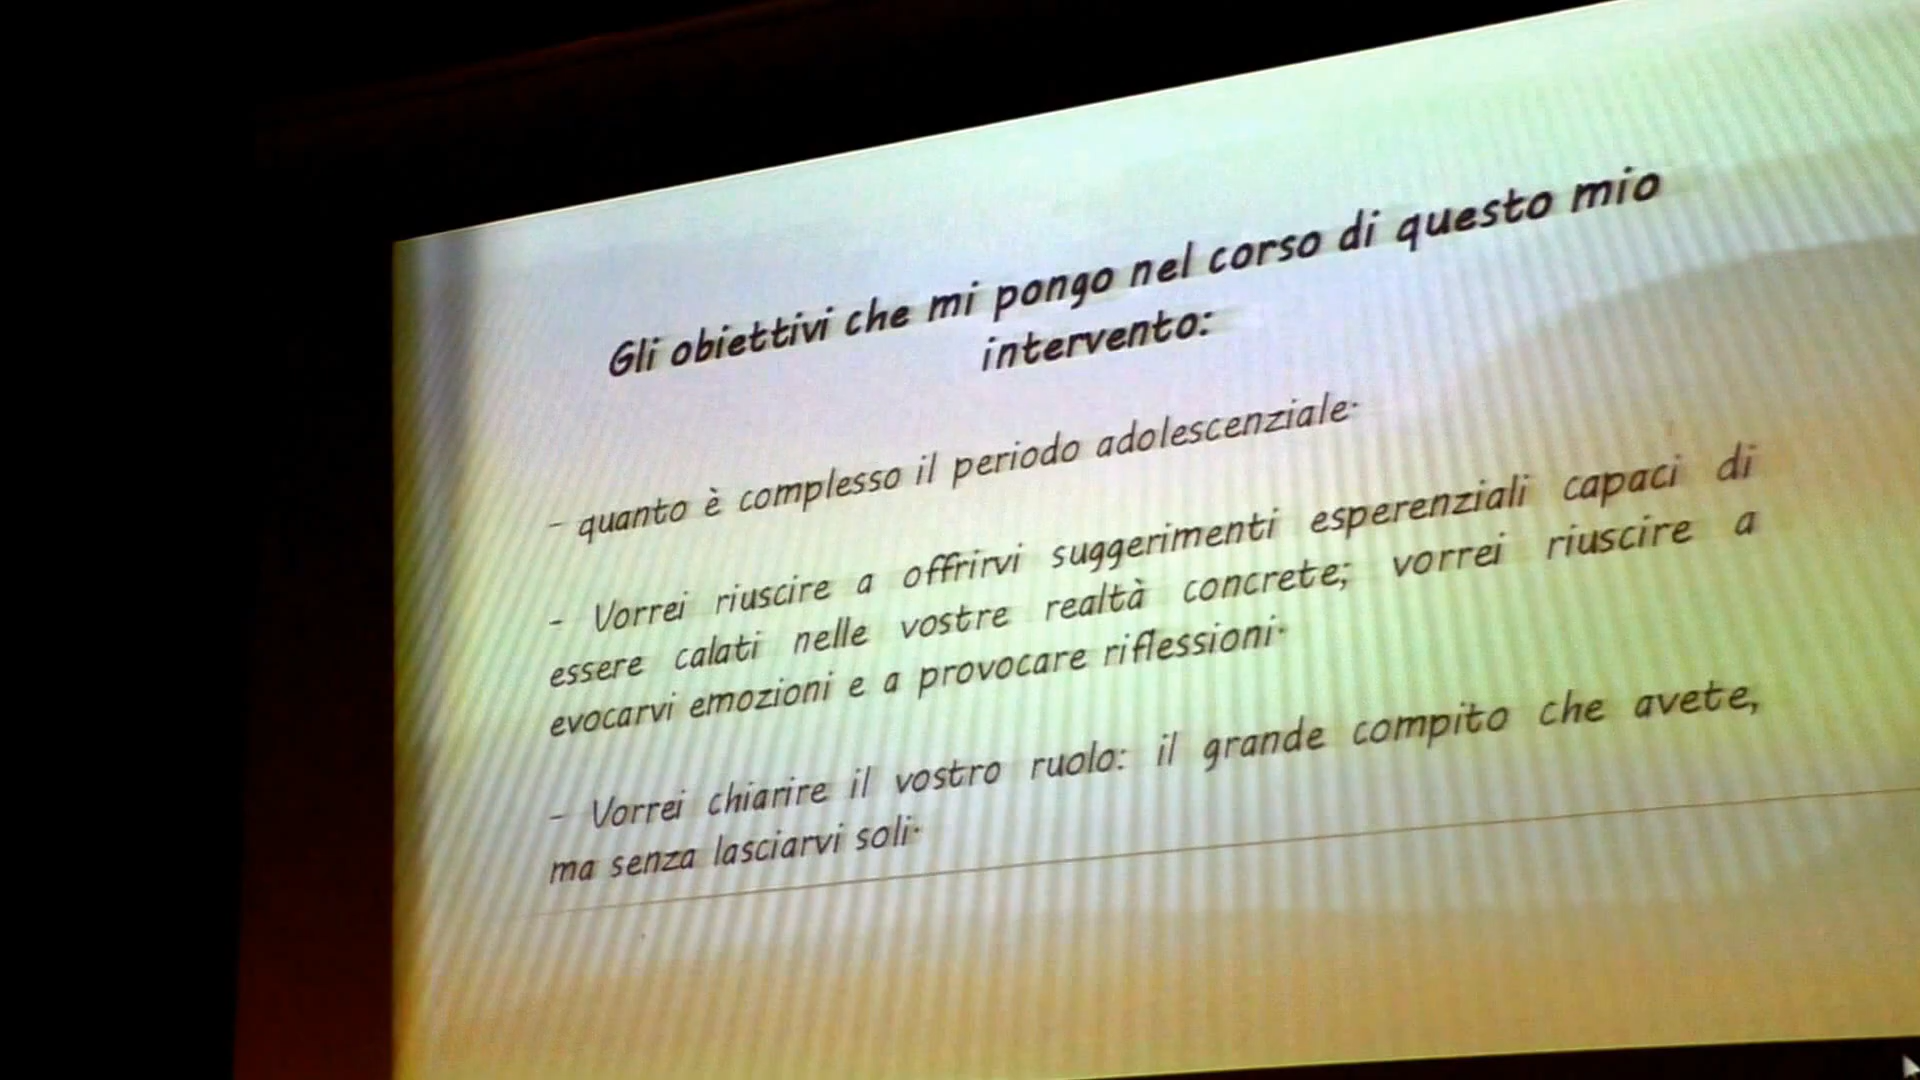 Gli obiettivi che mi pongo nel corso di questo mio
intervento:
- quanto è complesso il periodo adolescenziale·
- Vorrei riuscire a offrirvi suggerimenti esperenziali capaci di
essere calati nelle vostre realtà concrete; vorrei riuscire a
evocarvi emozioni e a provocare riflessioni·
- Vorrei chiarire il vostro ruolo: il grande compito che avete,
ma senza lasciarvi soli·